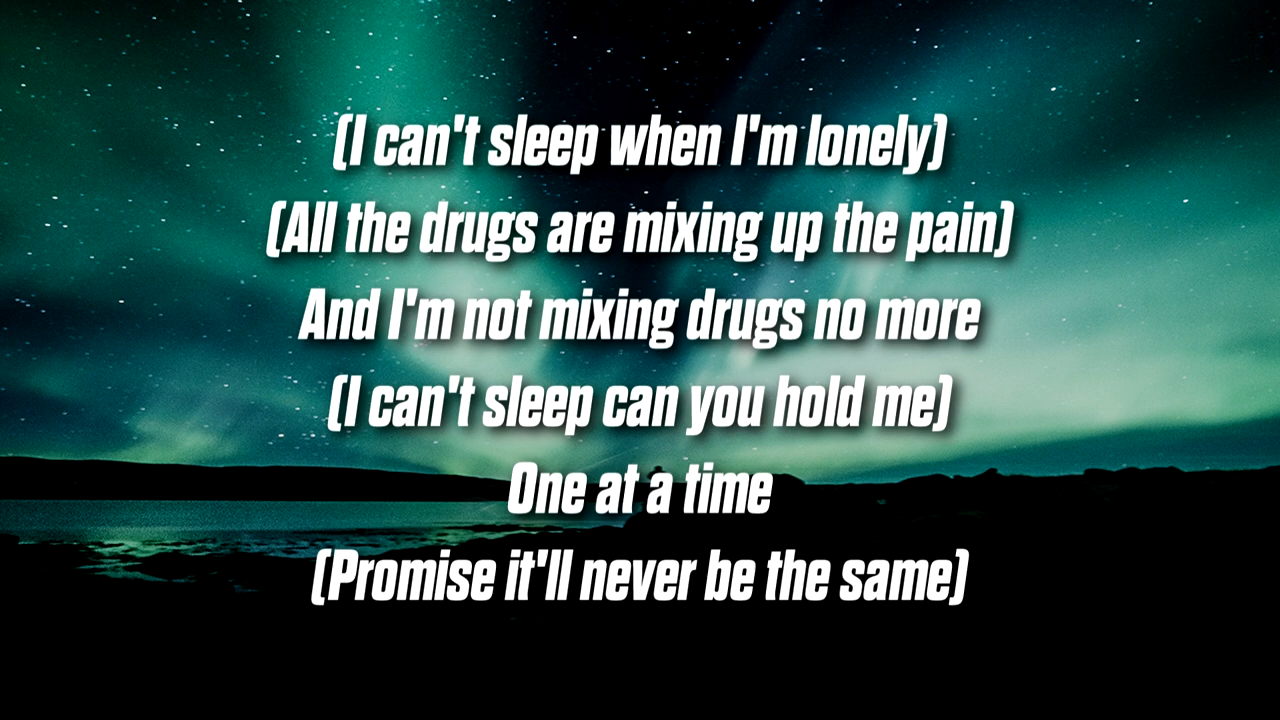 (I can't sleep when I'm lonely)
(All the drugs are mixing up the pain)
And I'm not mixing drugs no more
(I can't sleep can you hold me)
One at a time
(Promise it'll never be the same)